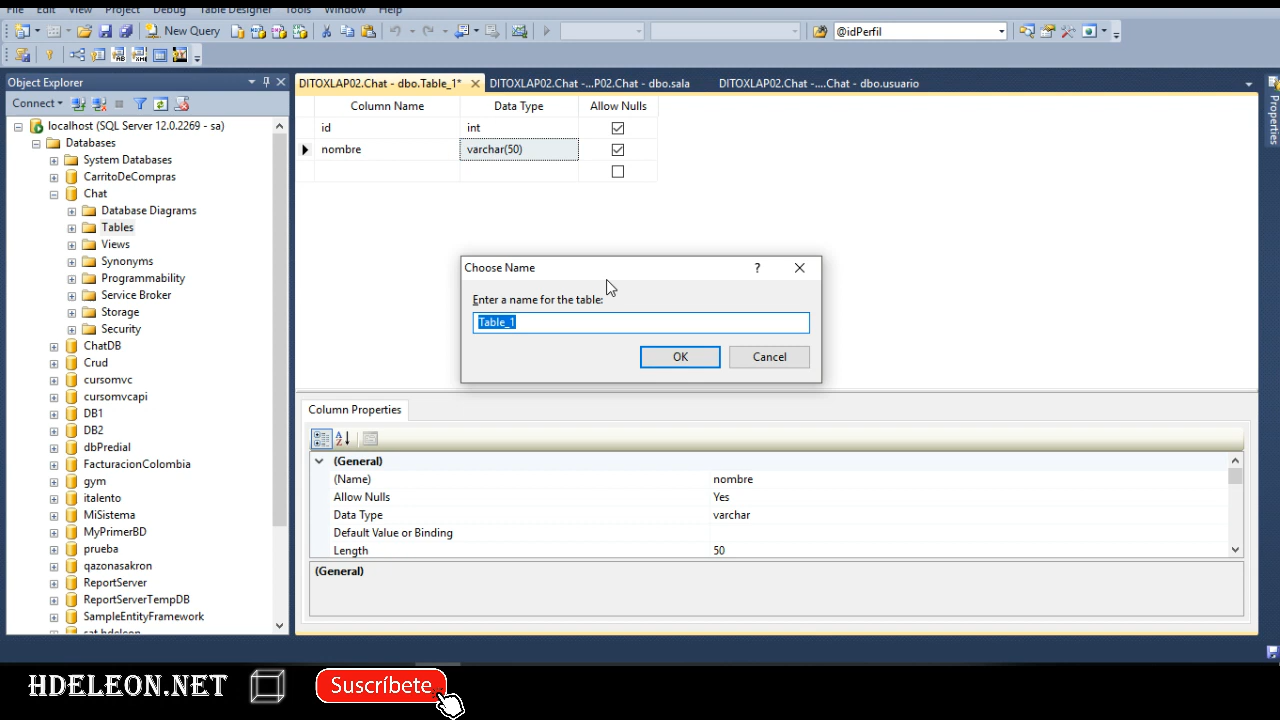 File Edit View Project Debug Table Designer Tools Window Community Help
New Query
@idPerfil
Object Explorer
DITOXLAP02.Chat - dbo.Table_1*
DITOXLAP02.Chat -...P02.Chat - dbo.sala
DITOXLAP02.Chat -....Chat - dbo.usuario
Connect
Column Name Data Type Allow Nulls
id int
nombre varchar(50)
localhost (SQL Server 12.0.2269 - sa)
Databases
System Databases
CarritoDeCompras
Chat
Database Diagrams
Tables
Views
Synonyms
Programmability
Service Broker
Storage
Security
ChatDB
Crud
cursomvc
cursomvcapi
DB1
DB2
dbPredial
FacturacionColombia
gym
italento
MiSistema
MyPrimerBD
prueba
qazonasakron
ReportServer
ReportServerTempDB
SampleEntityFramework
sat.hdeleon
Choose Name
?
Enter a name for the table:
Table_1
OK Cancel
Column Properties
(General)
(Name) nombre
Allow Nulls Yes
Data Type varchar
Default Value or Binding
Length 50
(General)
Properties
HDELEON.NET
Suscríbete